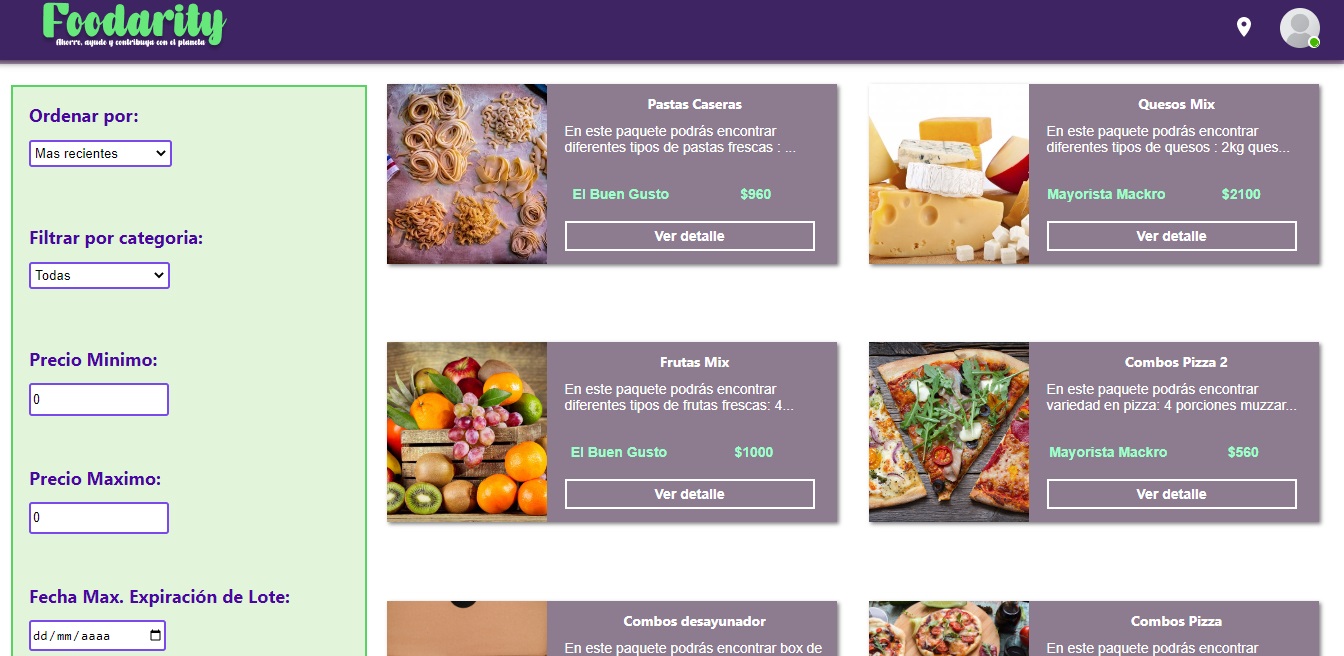 Foodarity
Ahorre, ayude y contribuya con el planeta
Ordenar por:
Mas recientes
Filtrar por categoria:
Todas
Precio Minimo:
0
Precio Maximo:
0
Fecha Max. Expiración de Lote:
dd/mm/aaaa
Pastas Caseras
En este paquete podrás encontrar
diferentes tipos de pastas frescas : ...
El Buen Gusto $960
Ver detalle
Quesos Mix
En este paquete podrás encontrar
diferentes tipos de quesos : 2kg ques...
Mayorista Mackro $2100
Ver detalle
Frutas Mix
En este paquete podrás encontrar
diferentes tipos de frutas frescas: 4...
El Buen Gusto $1000
Ver detalle
Combos Pizza 2
En este paquete podrás encontrar
variedad en pizza: 4 porciones muzzar...
Mayorista Mackro $560
Ver detalle
Combos desayunador
En este paquete podrás encontrar box de
Combos Pizza
En este paquete podrás encontrar